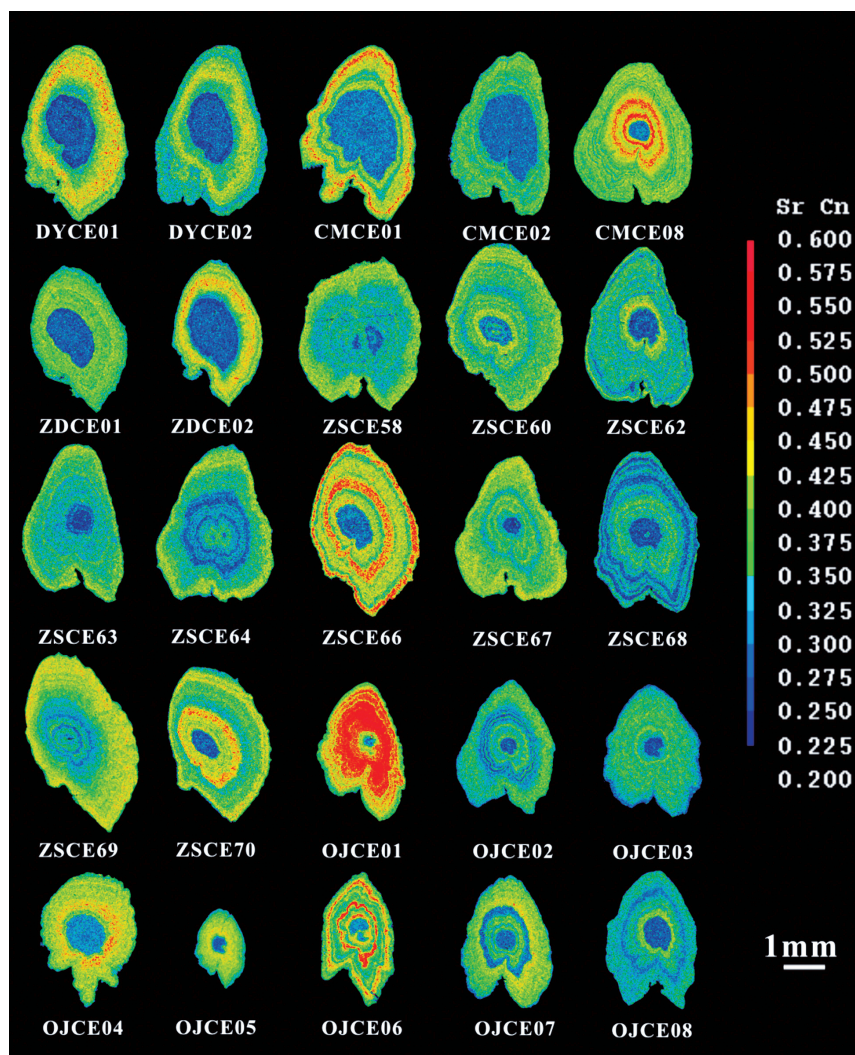 DYCE01 DYCE02 CMCE01 CMCE02 CMCE08
ZDCE01 ZDCE02 ZSCE58 ZSCE60 ZSCE62
ZSCE63 ZSCE64 ZSCE66 ZSCE67 ZSCE68
ZSCE69 ZSCE70 OJCE01 OJCE02 OJCE03
OJCE04 OJCE05 OJCE06 OJCE07 OJCE08
Sr Cn
0.600
0.575
0.550
0.525
0.500
0.475
0.450
0.425
0.400
0.375
0.350
0.325
0.300
0.275
0.250
0.225
0.200
1mm